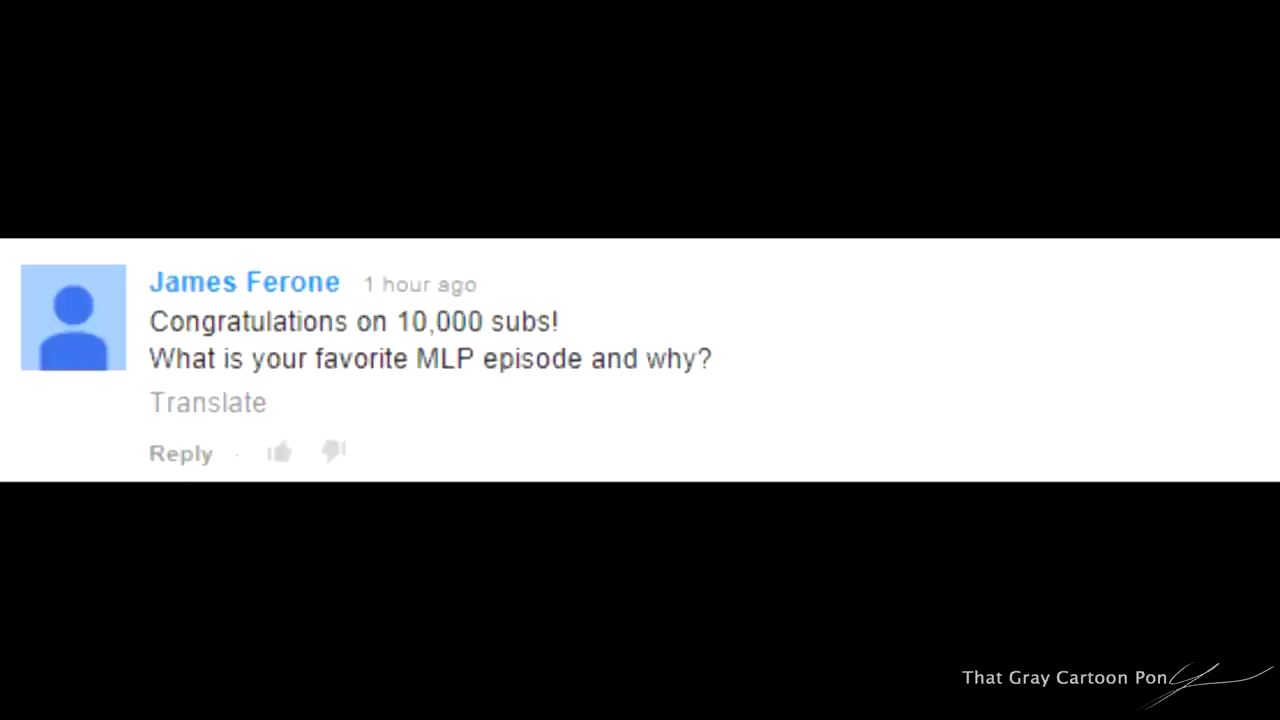 James Ferone 1 hour ago
Congratulations on 10,000 subs!
What is your favorite MLP episode and why?
Translate
Reply ·
That Gray Cartoon Pony